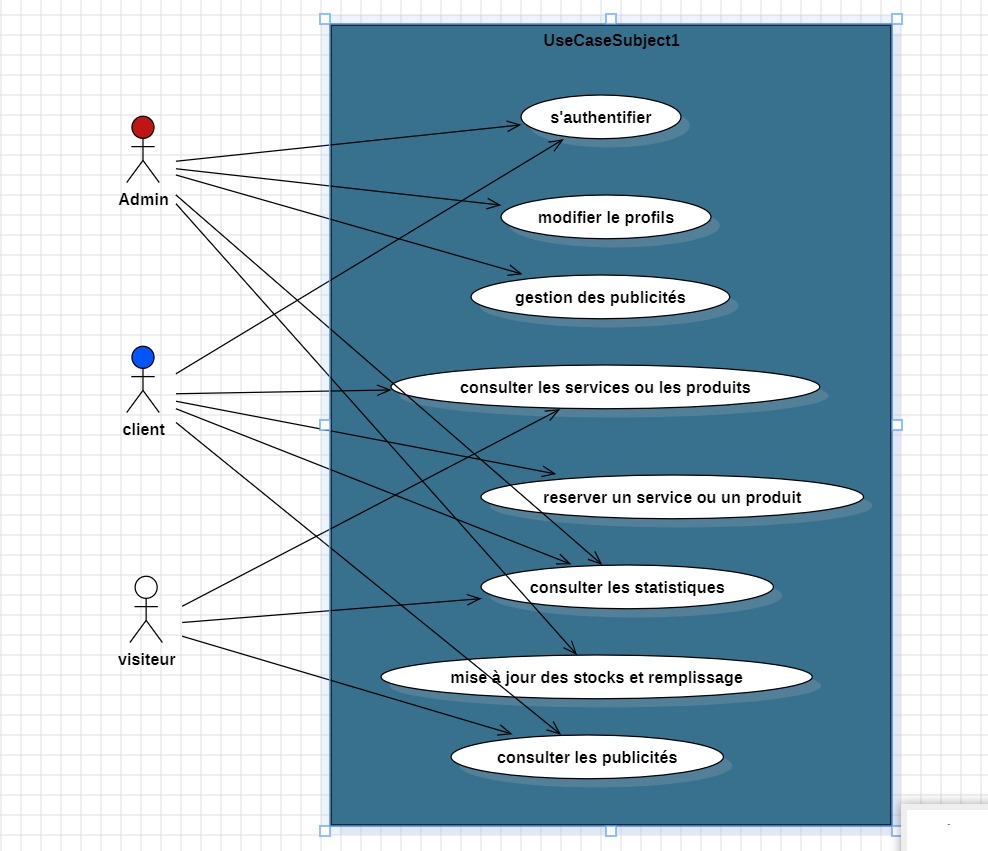 UseCaseSubject1
s'authentifier
Admin
modifier le profils
gestion des publicités
consulter les services ou les produits
client
reserver un service ou un produit
consulter les statistiques
visiteur
mise à jour des stocks et remplissage
consulter les publicités